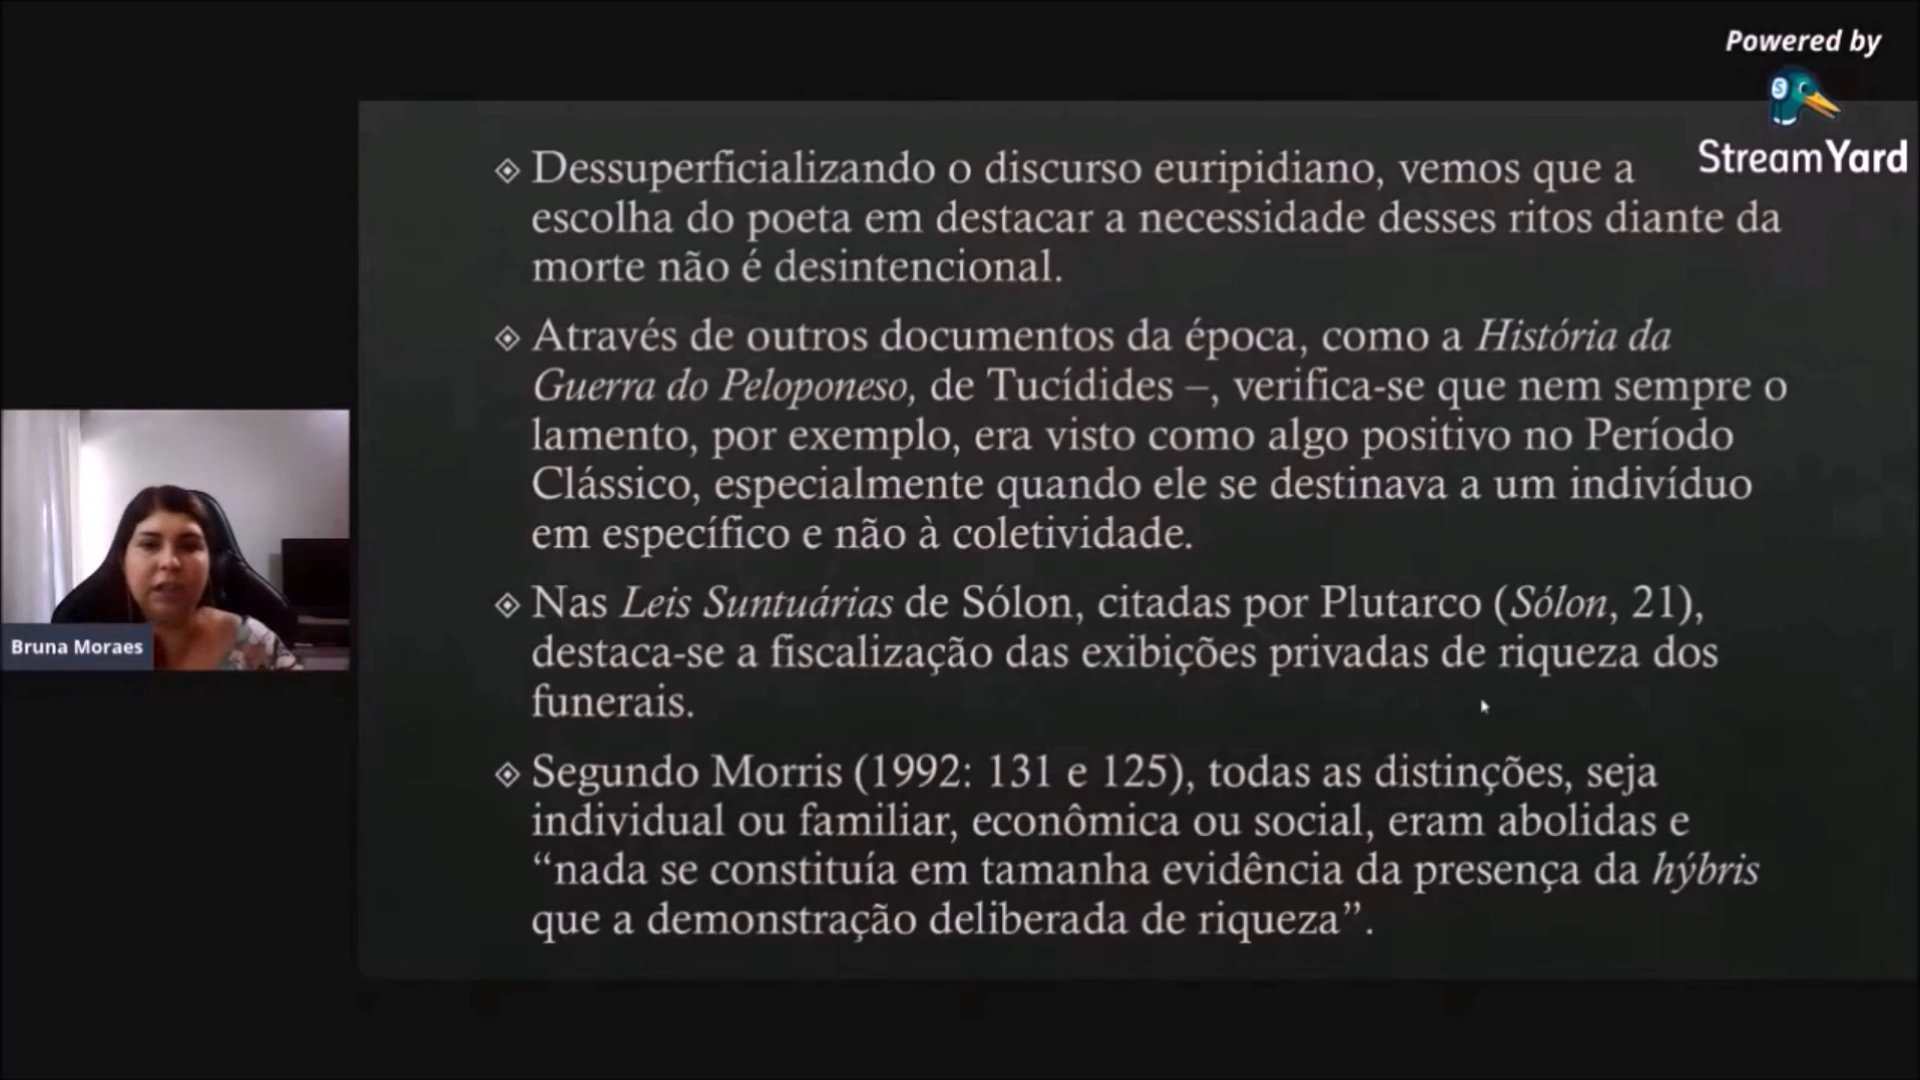 Powered by
StreamYard
Dessuperficializando o discurso euripidiano, vemos que a
escolha do poeta em destacar a necessidade desses ritos diante da
morte não é desintencional.
Através de outros documentos da época, como a História da
Guerra do Peloponeso, de Tucídides –, verifica-se que nem sempre o
lamento, por exemplo, era visto como algo positivo no Período
Clássico, especialmente quando ele se destinava a um indivíduo
em específico e não à coletividade.
Nas Leis Suntuárias de Sólon, citadas por Plutarco (Sólon, 21),
destaca-se a fiscalização das exibições privadas de riqueza dos
funerais.
Segundo Morris (1992: 131 e 125), todas as distinções, seja
individual ou familiar, econômica ou social, eram abolidas e
“nada se constituía em tamanha evidência da presença da hýbris
que a demonstração deliberada de riqueza”.
Bruna Moraes